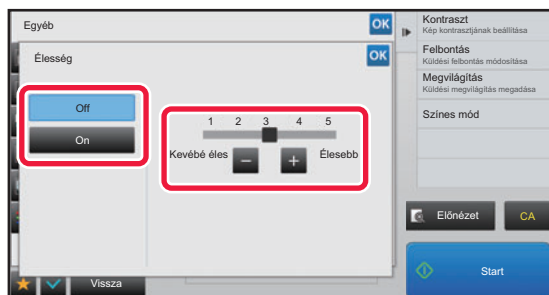 Egyéb
OK
Élesség
OK
Off
On
1 2 3 4 5
Kevébé éles
Élesebb
Vissza
Kontraszt
Kép kontrasztjának beállítása
Felbontás
Küldési felbontás módosítása
Megvilágítás
Küldési megvilágítás megadása
Színes mód
Előnézet
CA
Start